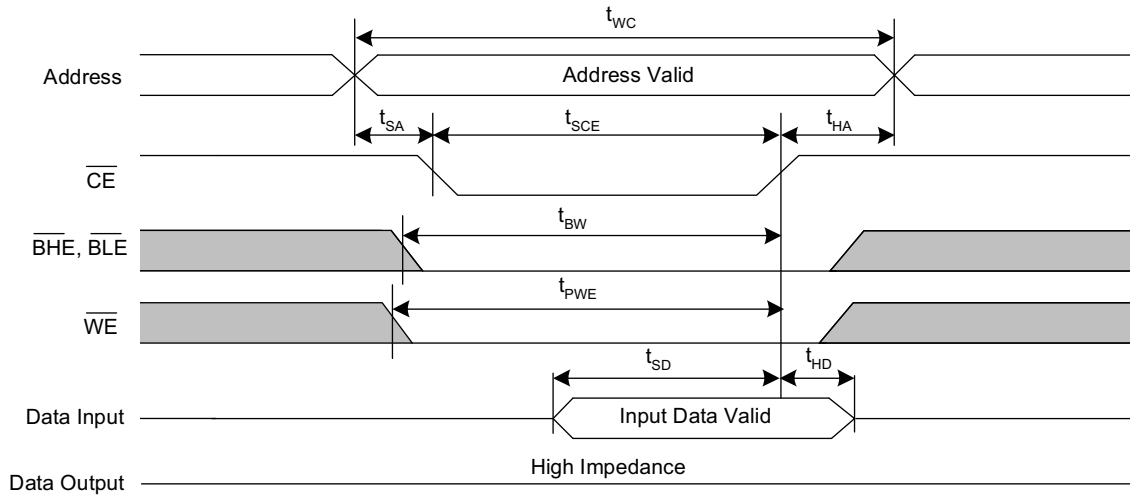 tWC
Address
Address Valid
tSA
tSCE
tHA
CE
tBW
BHE, BLE
tPWE
WE
tSD
tHD
Data Input
Input Data Valid
High Impedance
Data Output